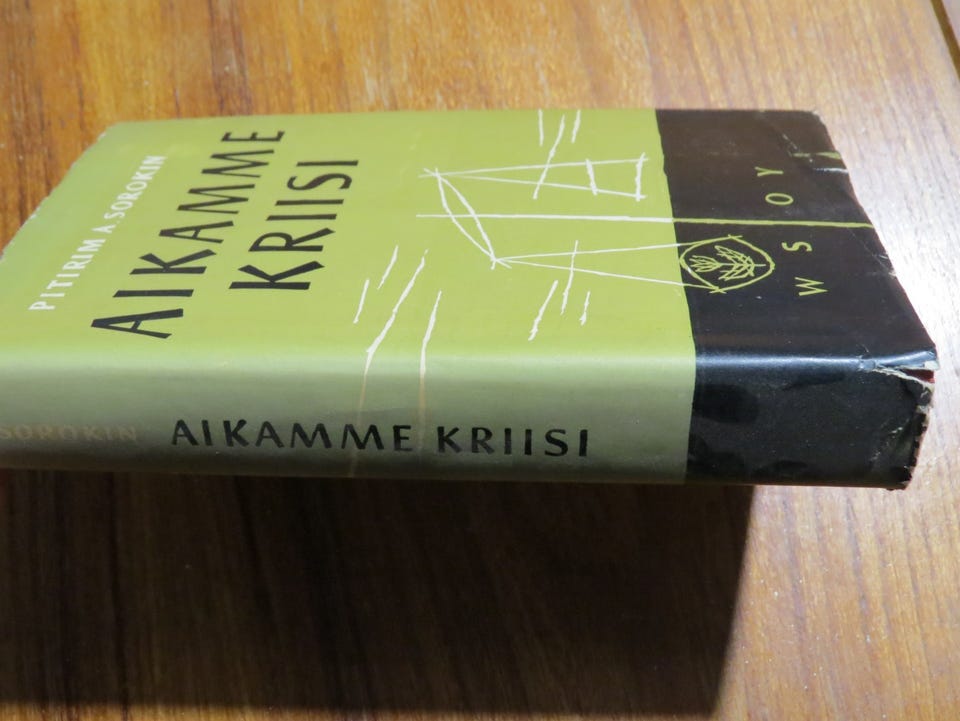 PITIRIM A. SOROKIN
AIKAMME
KRIISI
W S O Y
SOROKIN AIKAMME KRIISI